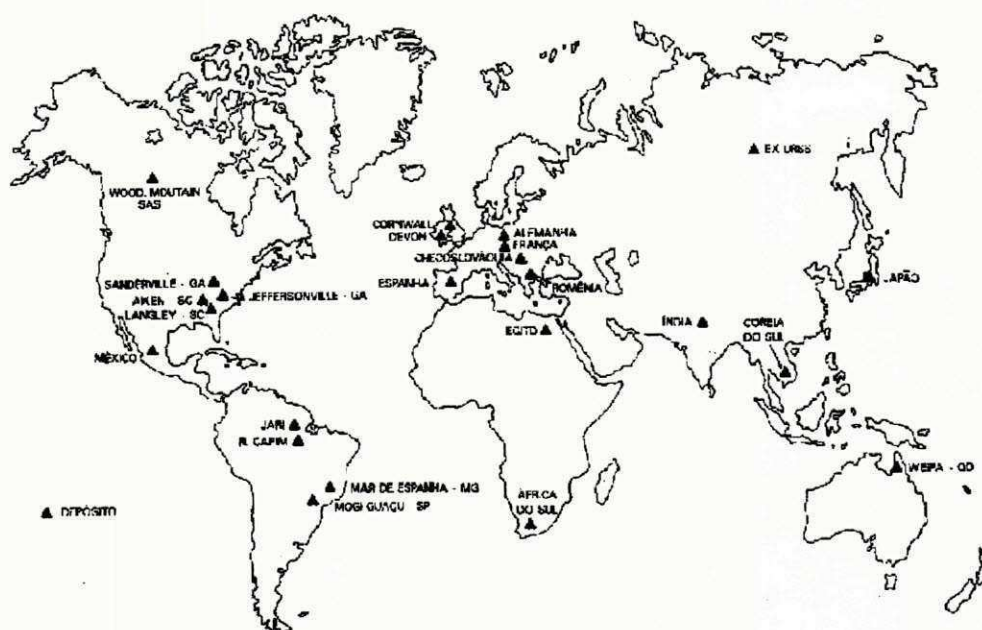 EX URSS
WOOD. MOUTAIN
SAS
CORNWALL
DEVON
ALEMANHA
FRANÇA
CHECOSLOVÁQUIA
ROMÊNIA
ESPANHA
JAPÃO
SANDERVILLE - GA
AIKEN - SC
JEFFERSONVILLE - GA
LANGLEY - SC
MÉXICO
EGITO
ÍNDIA
COREIA
DO SUL
JARI
R. CAPIM
MAR DE ESPANHA - MG
MOGI GUAÇU - SP
ÁFRICA
DO SUL
WEIPA - QD
DEPÓSITO